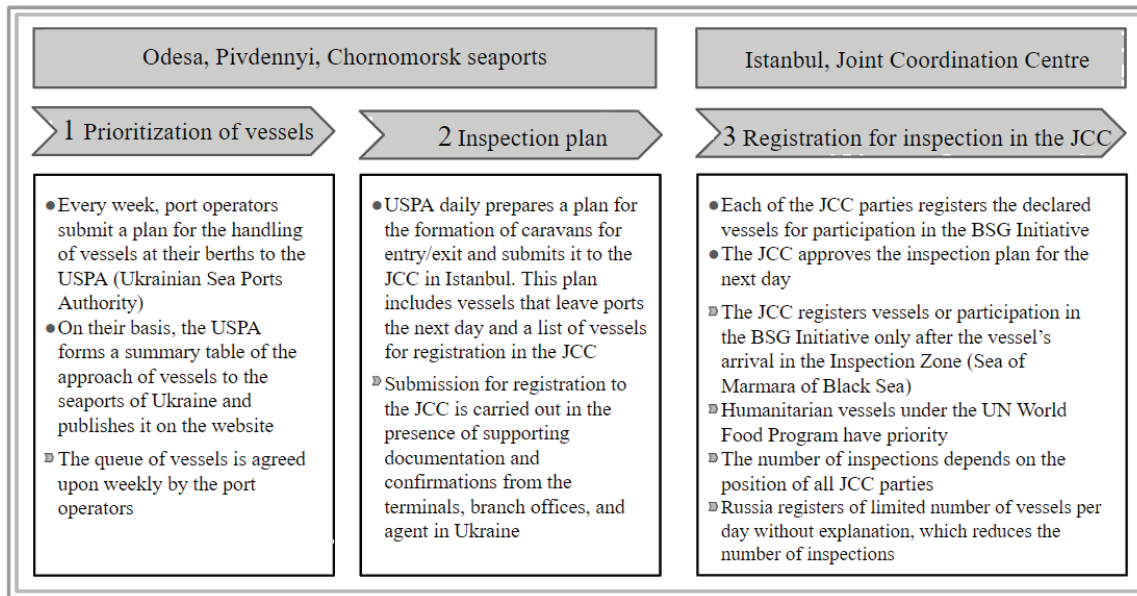 Odesa, Pivdennyi, Chornomorsk seaports
Istanbul, Joint Coordination Centre
1 Prioritization of vessels
2 Inspection plan
3 Registration for inspection in the JCC
Every week, port operators
submit a plan for the handling
of vessels at their berths to the
USPA (Ukrainian Sea Ports
Authority)
On their basis, the USPA
forms a summary table of the
approach of vessels to the
seaports of Ukraine and
publishes it on the website
The queue of vessels is agreed
upon weekly by the port
operators
USPA daily prepares a plan for
the formation of caravans for
entry/exit and submits it to the
JCC in Istanbul. This plan
includes vessels that leave ports
the next day and a list of vessels
for registration in the JCC
Submission for registration to
the JCC is carried out in the
presence of supporting
documentation and
confirmations from the
terminals, branch offices, and
agent in Ukraine
Each of the JCC parties registers the declared
vessels for participation in the BSG Initiative
The JCC approves the inspection plan for the
next day
The JCC registers vessels or participation in
the BSG Initiative only after the vessel's
arrival in the Inspection Zone (Sea of
Marmara of Black Sea)
Humanitarian vessels under the UN World
Food Program have priority
The number of inspections depends on the
position of all JCC parties
Russia registers of limited number of vessels per
day without explanation, which reduces the
number of inspections